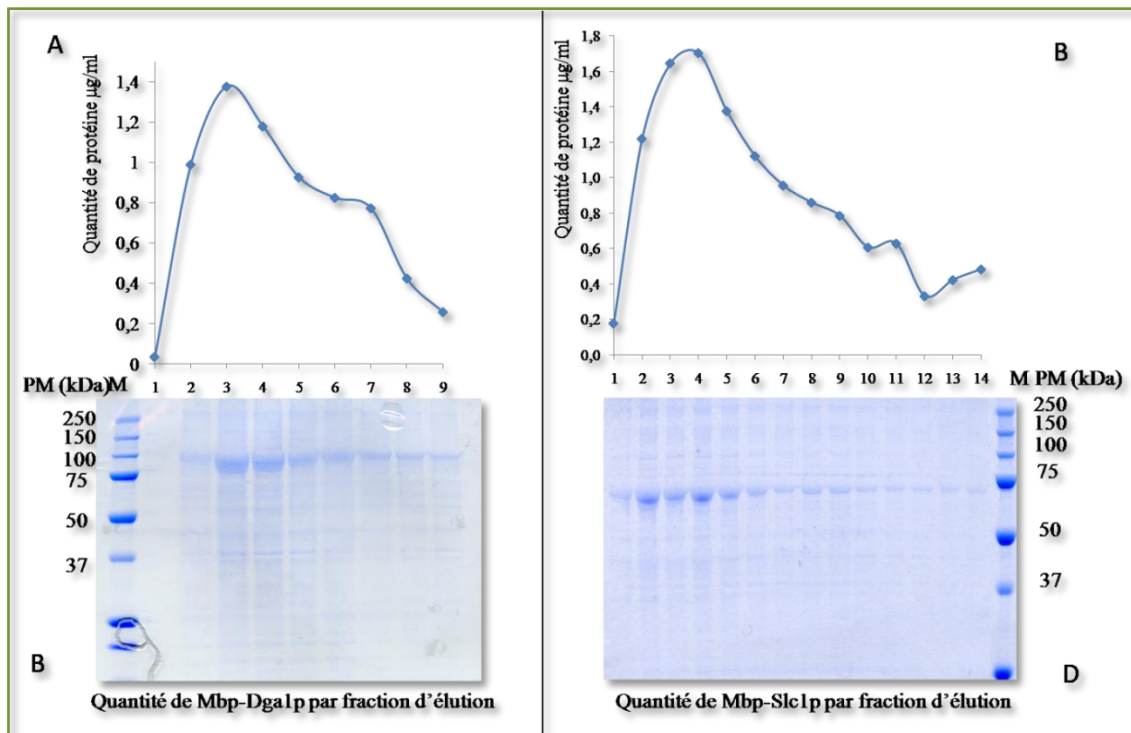 A
Quantité de protéine µg/ml
1,4
1,2
1
0,8
0,6
0,4
0,2
0
1 2 3 4 5 6 7 8 9
PM (kDa) M
250
150
100
75
50
37
B
Quantité de Mbp-Dga1p par fraction d'élution
B
Quantité de protéine µg/ml
1,8
1,6
1,4
1,2
1,0
0,8
0,6
0,4
0,2
0,0
1 2 3 4 5 6 7 8 9 10 11 12 13 14
M PM (kDa)
250
150
100
75
50
37
D
Quantité de Mbp-Slc1p par fraction d'élution